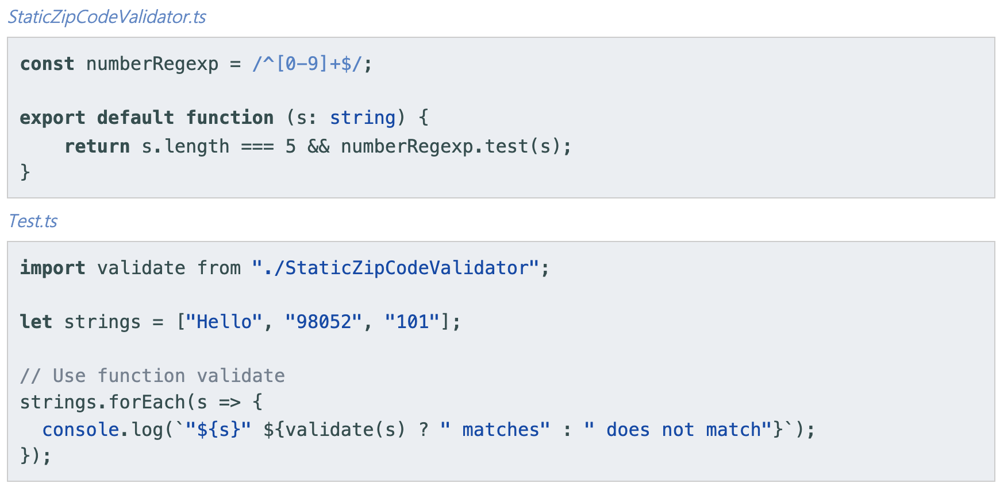 StaticZipCodeValidator.ts
const numberRegexp = /^[0-9]+$/;
export default function (s: string) {
    return s.length === 5 && numberRegexp.test(s);
}
Test.ts
import validate from "./StaticZipCodeValidator";
let strings = ["Hello", "98052", "101"];
// Use function validate
strings.forEach(s => {
  console.log(`"${s}" ${validate(s) ? " matches" : " does not match"}`);
});